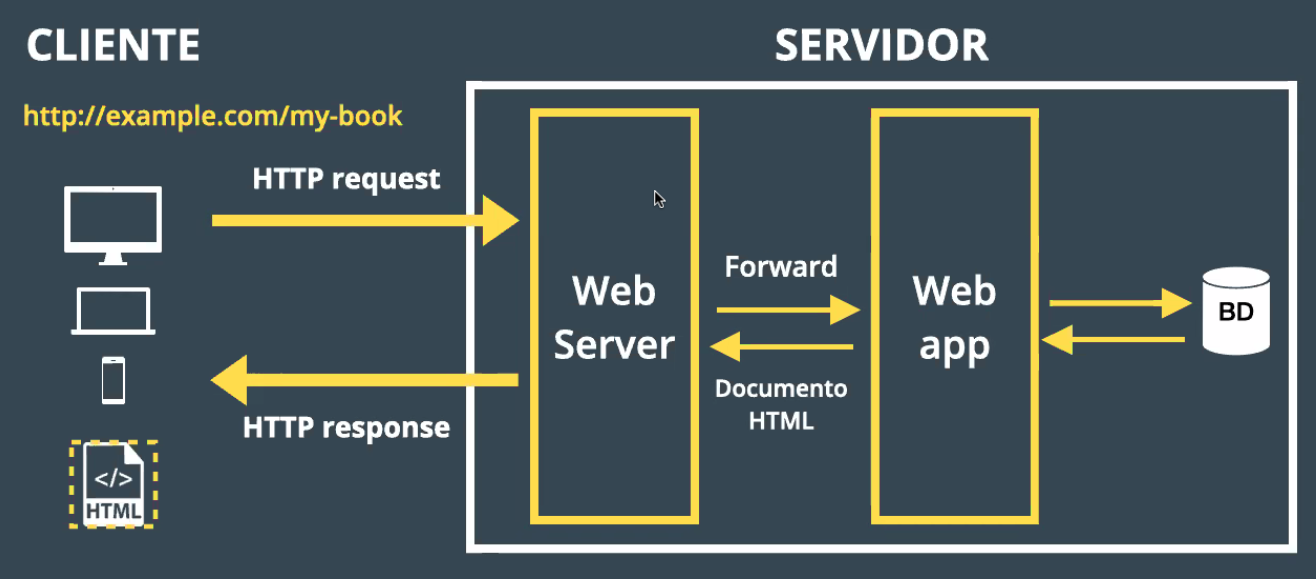 CLIENTE
SERVIDOR
http://example.com/my-book
HTTP request
HTTP response
</>
HTML
Web
Server
Forward
Documento
HTML
Web
app
BD